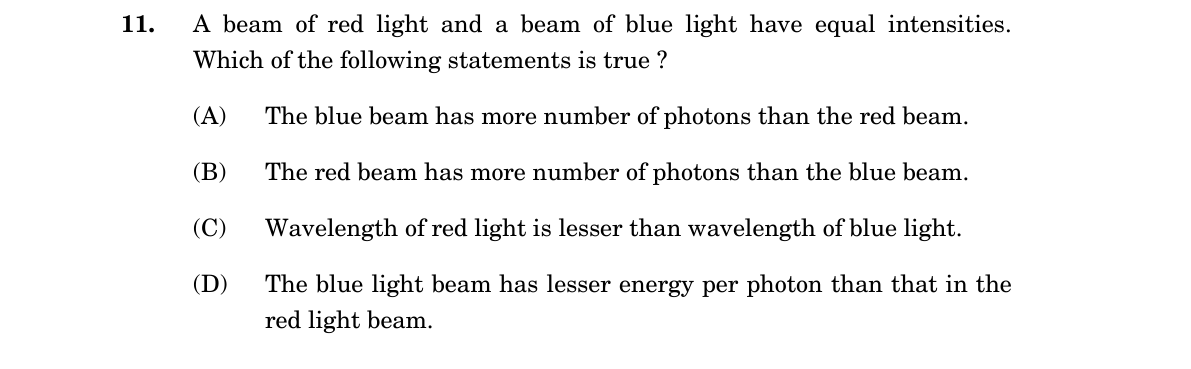 11. A beam of red light and a beam of blue light have equal intensities.
Which of the following statements is true ?
(A) The blue beam has more number of photons than the red beam.
(B) The red beam has more number of photons than the blue beam.
(C) Wavelength of red light is lesser than wavelength of blue light.
(D) The blue light beam has lesser energy per photon than that in the
red light beam.